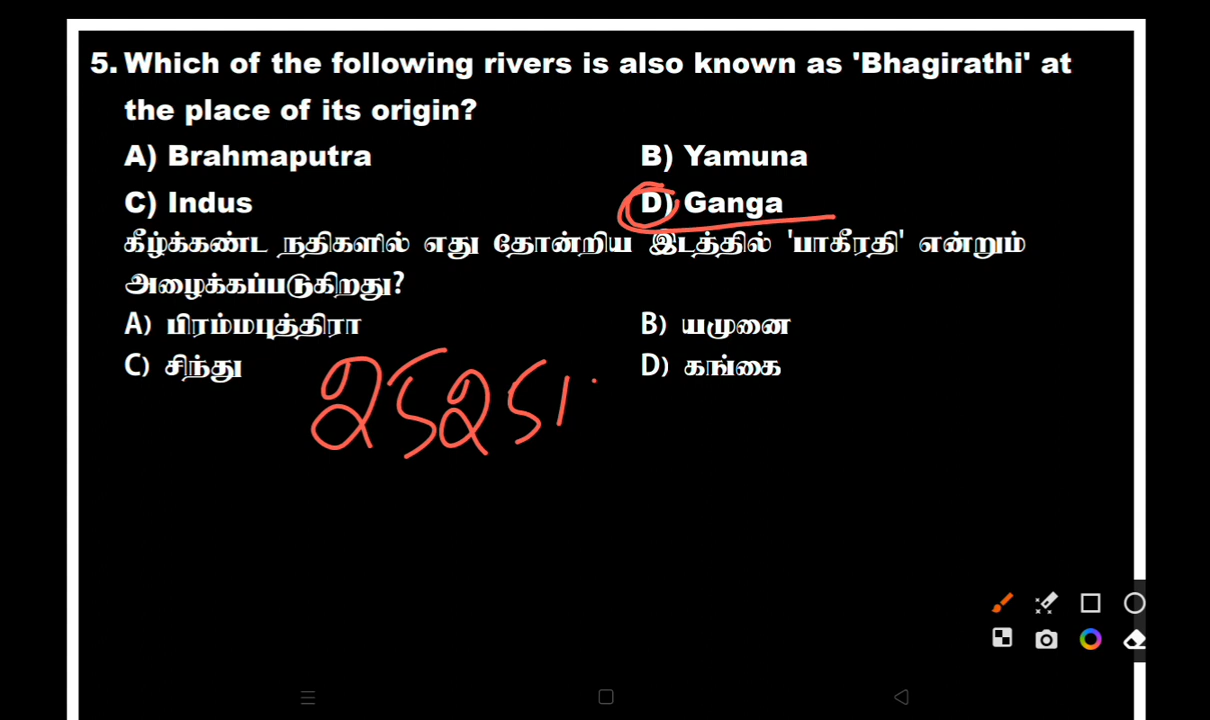 5. Which of the following rivers is also known as 'Bhagirathi' at
the place of its origin?
A) Brahmaputra B) Yamuna
C) Indus D) Ganga
கீழ்க்கண்ட நதிகளில் எது தோன்றிய இடத்தில் 'பாகீரதி' என்றும்
அழைக்கப்படுகிறது?
A) பிரம்மபுத்திரா B) யமுனை
C) சிந்து D) கங்கை
2525